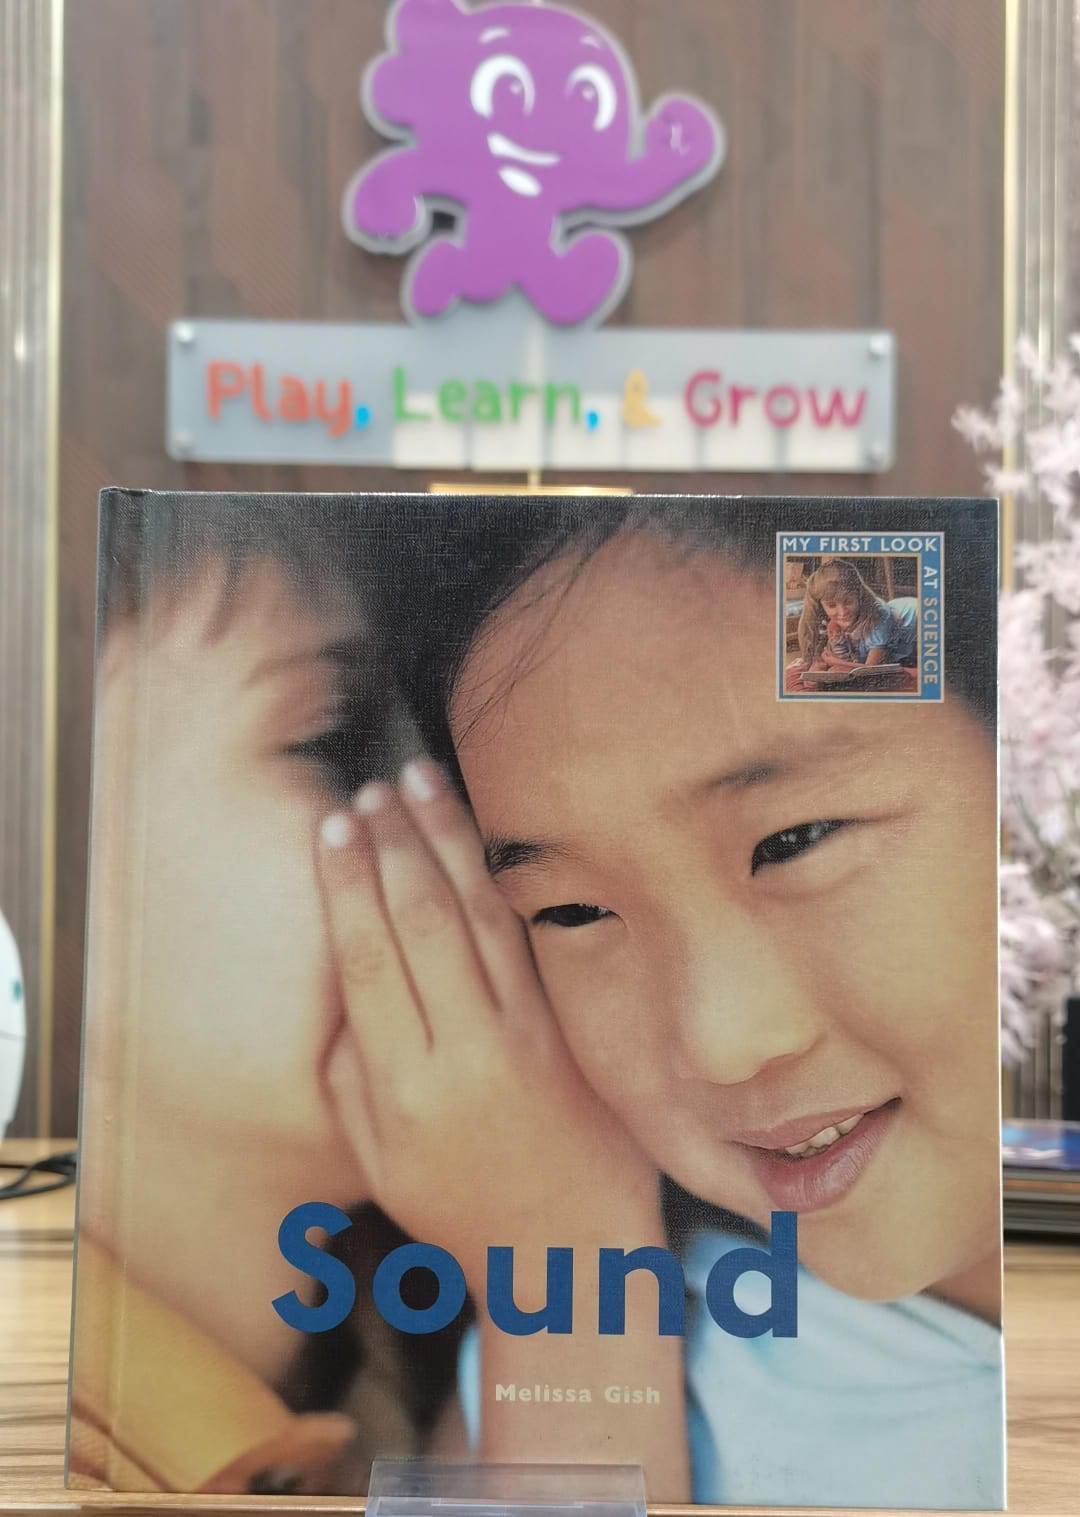 Play, Learn, & Grow
MY FIRST LOOK
AT SCIENCE
Sound
Melissa Gish